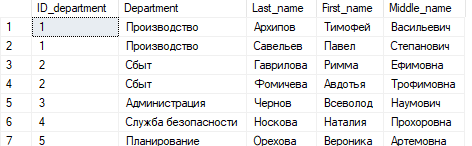 ID_department Department Last_name First_name Middle_name
1 1 Производство Архипов Тимофей Васильевич
2 1 Производство Савельев Павел Степанович
3 2 Сбыт Гаврилова Римма Ефимовна
4 2 Сбыт Фомичева Авдотья Трофимовна
5 3 Администрация Чернов Всеволод Наумович
6 4 Служба безопасности Носкова Наталия Прохоровна
7 5 Планирование Орехова Вероника Артемовна